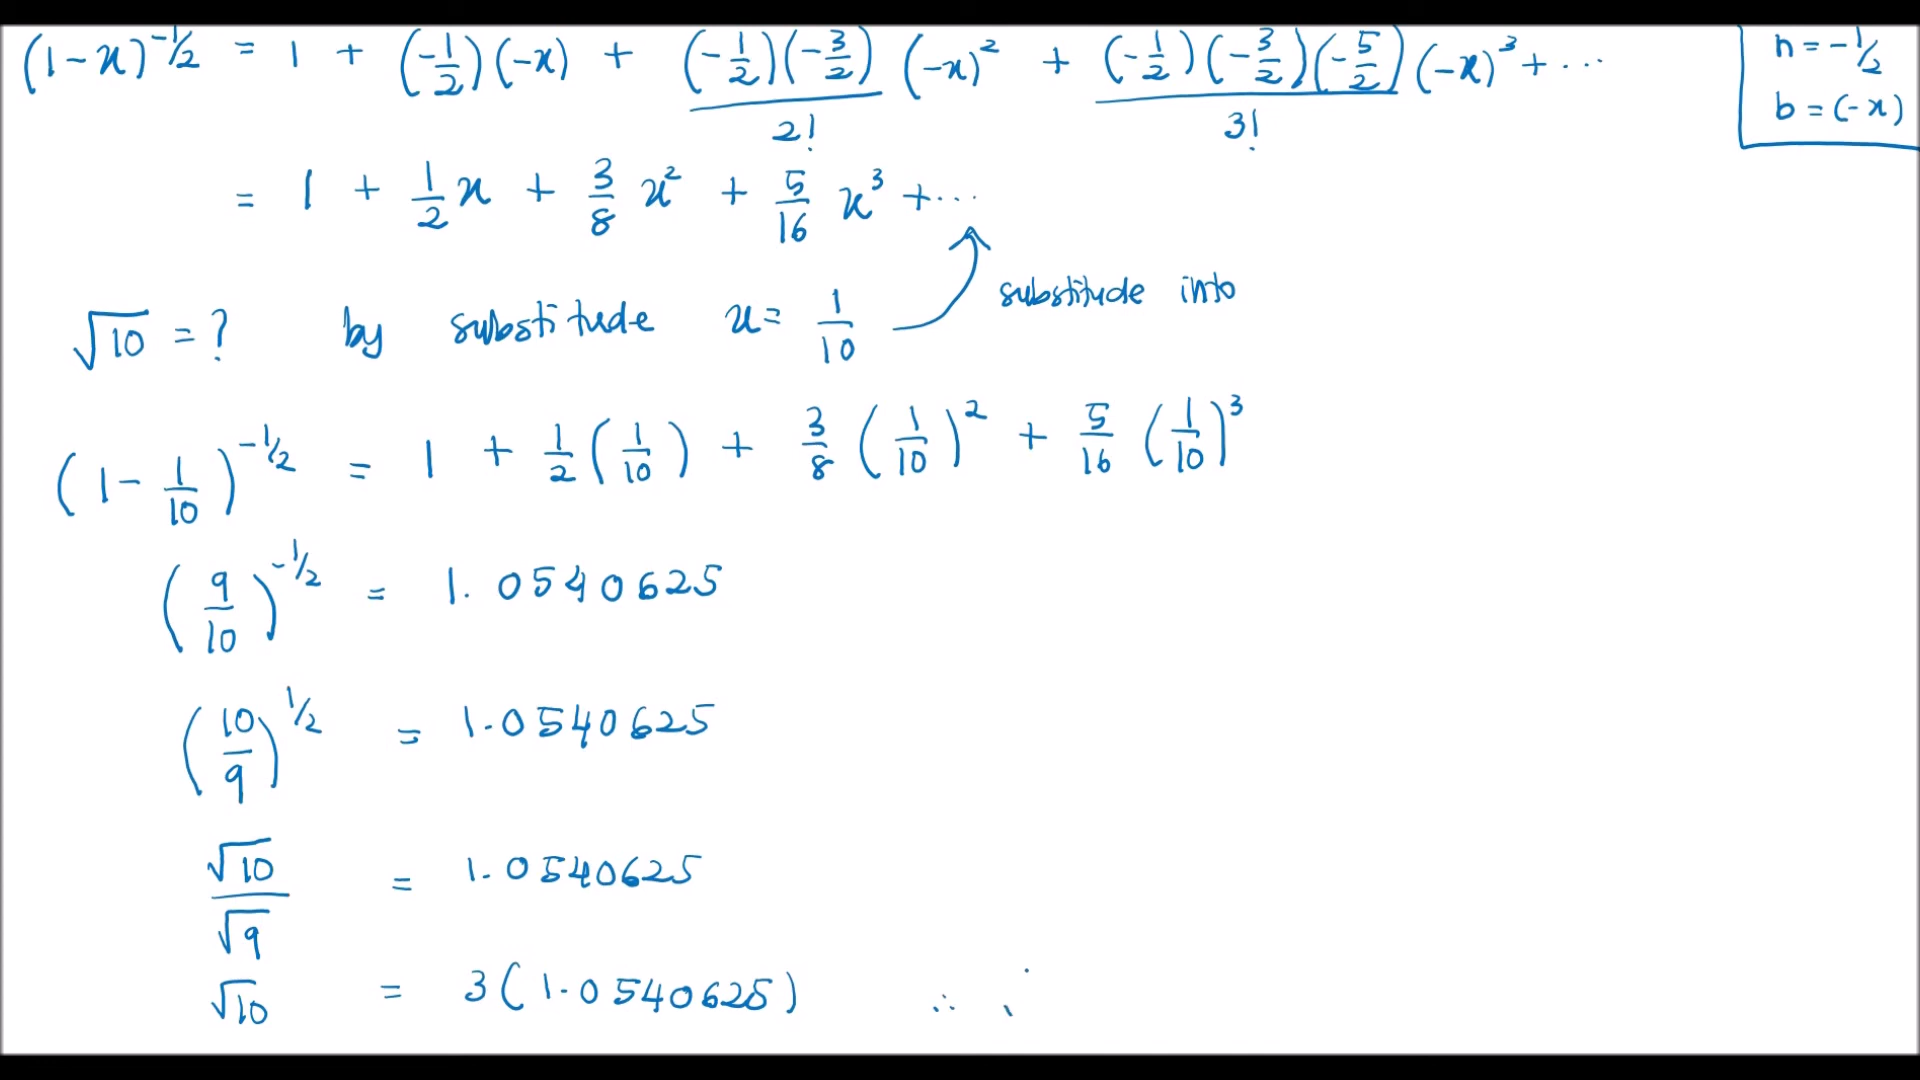 (1-x)^{-1/2} = 1 + (-1/2)(-x) + (-1/2)(-3/2)/2! (-x)^2 + (-1/2)(-3/2)(-5/2)/3! (-x)^3 + ...
n = -1/2
b = (-x)
= 1 + 1/2 x + 3/8 x^2 + 5/16 x^3 + ...
substitude into
√10 = ? by substitude x = 1/10
(1 - 1/10)^{-1/2} = 1 + 1/2 (1/10) + 3/8 (1/10)^2 + 5/16 (1/10)^3
(9/10)^{-1/2} = 1.0540625
(10/9)^{1/2} = 1.0540625
√10/√9 = 1.0540625
√10 = 3(1.0540625) ∴